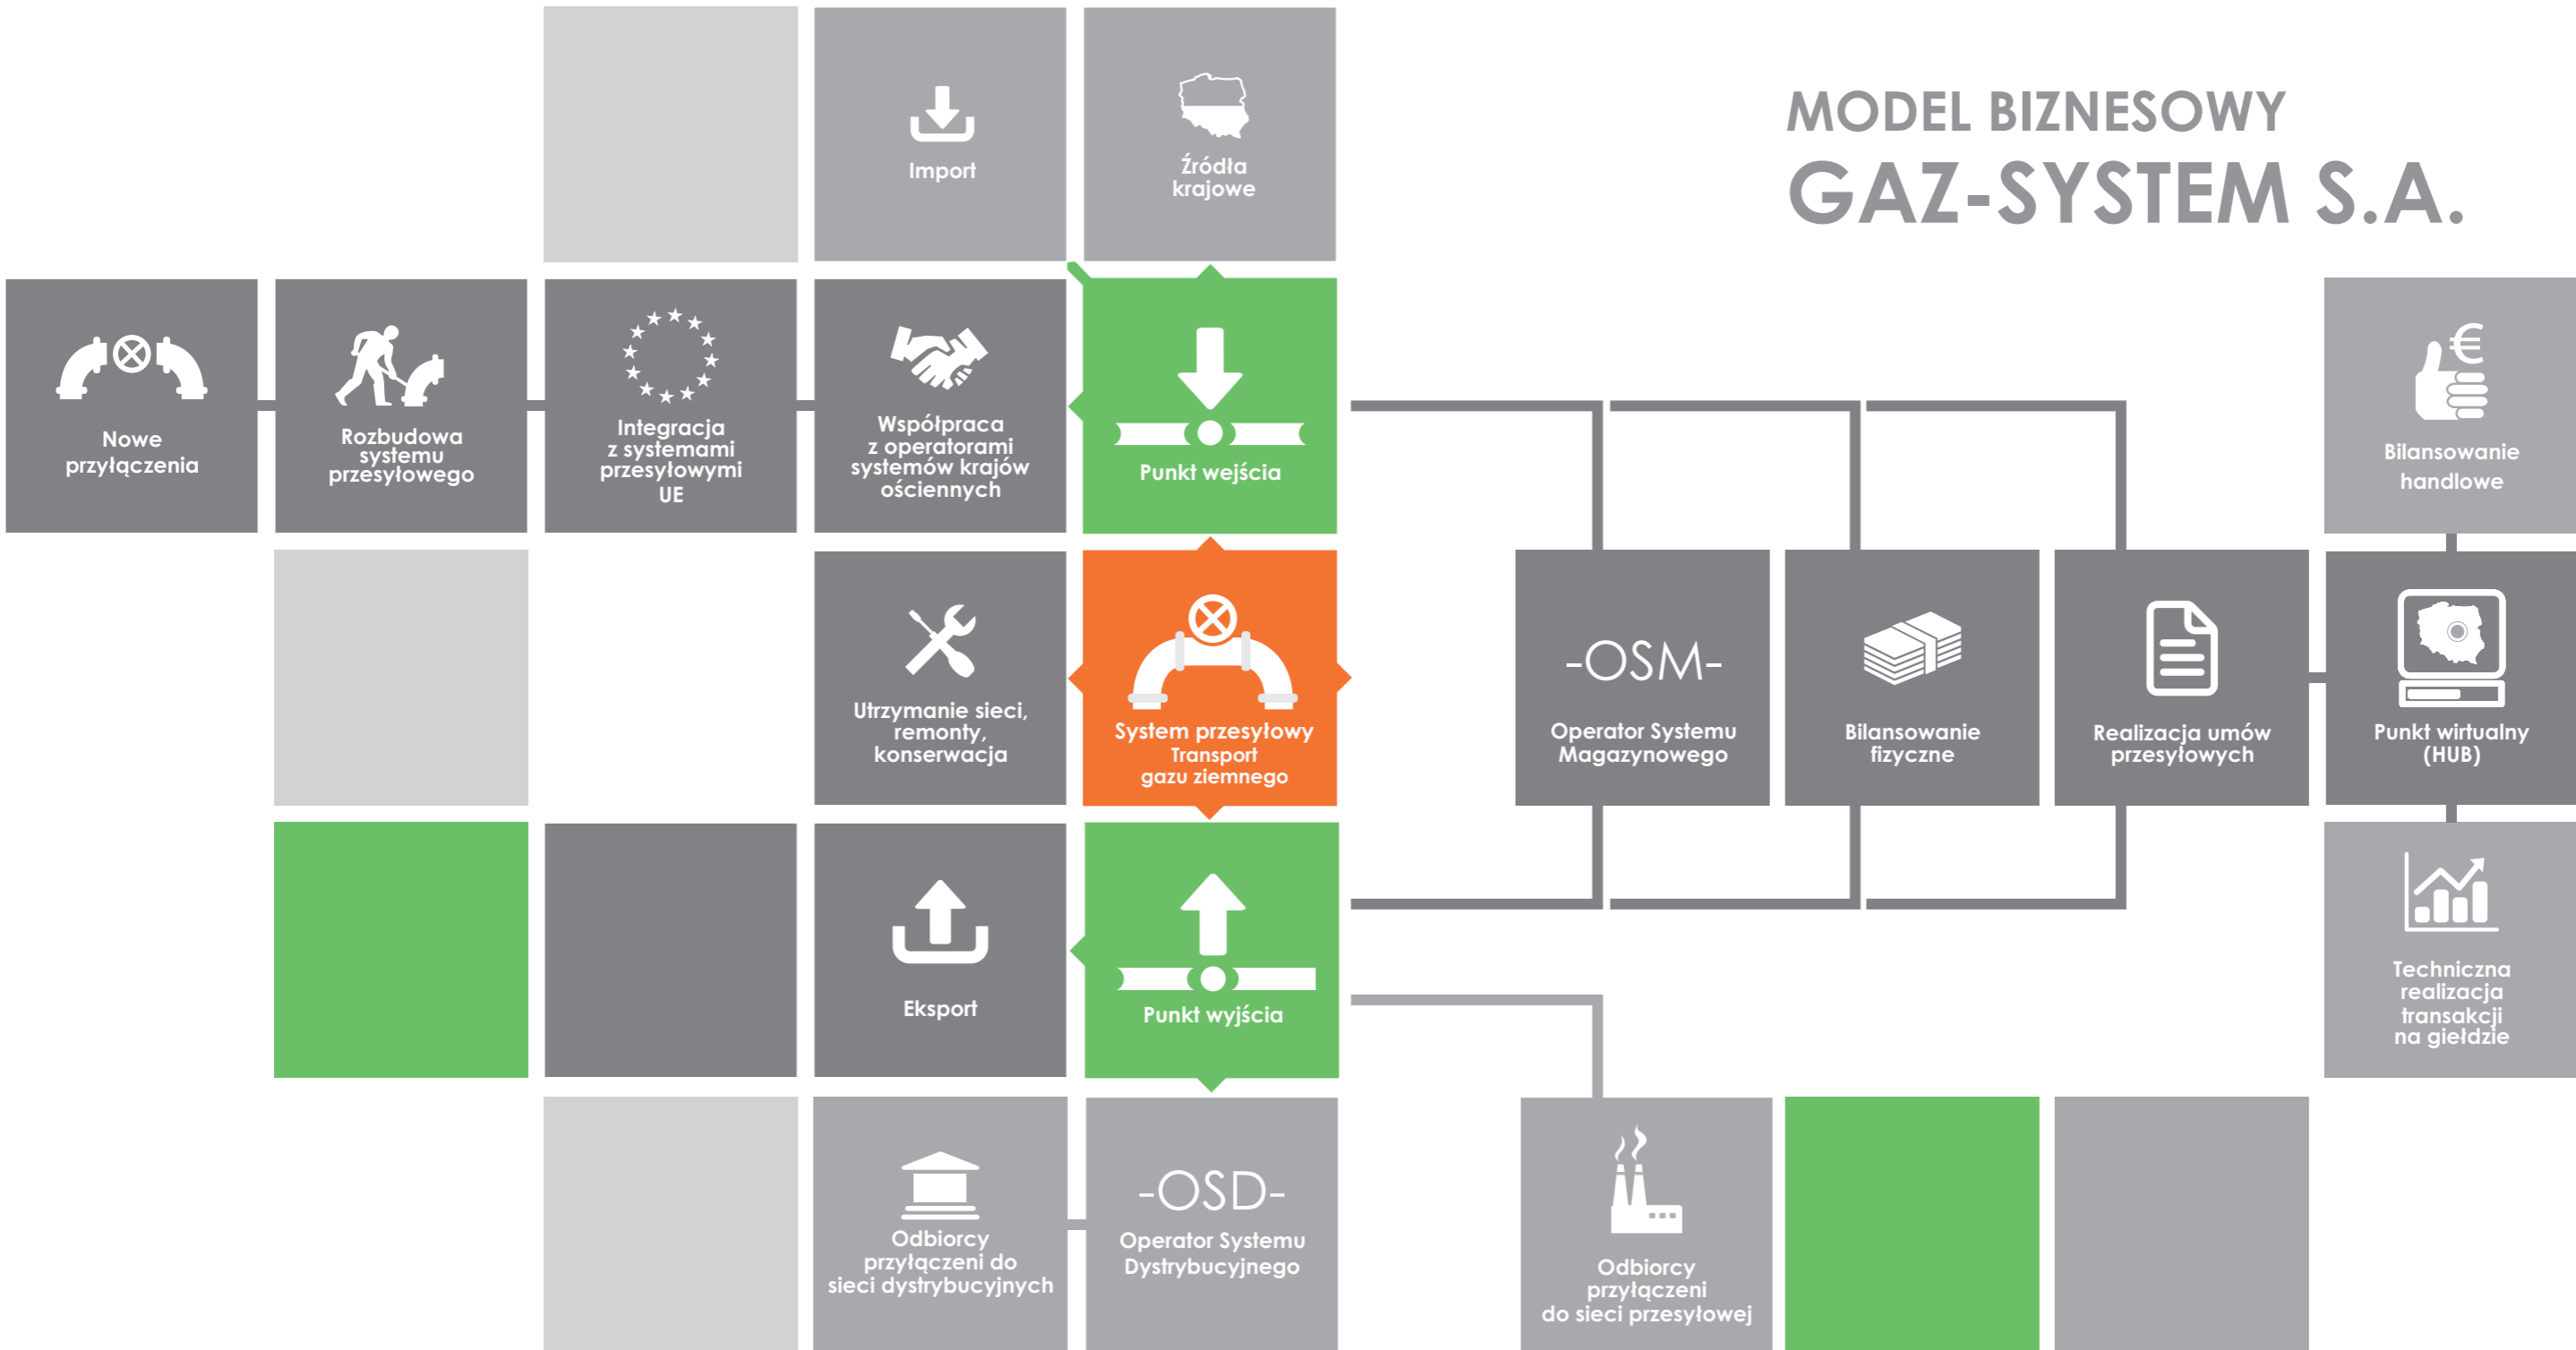 MODEL BIZNESOWY
GAZ-SYSTEM S.A.
Import
Źródła
krajowe
Nowe
przyłączenia
Rozbudowa
systemu
przesyłowego
Integracja
z systemami
przesyłowymi
UE
Współpraca
z operatorami
systemów krajów
ościennych
Punkt wejścia
€
Bilansowanie
handlowe
Utrzymanie sieci,
remonty,
konserwacja
System przesyłowy
Transport
gazu ziemnego
-OSM-
Operator Systemu
Magazynowego
Bilansowanie
fizyczne
Realizacja umów
przesyłowych
Punkt wirtualny
(HUB)
Eksport
Punkt wyjścia
Techniczna
realizacja
transakcji
na giełdzie
Odbiorcy
przyłączeni do
sieci dystrybucyjnych
-OSD-
Operator Systemu
Dystrybucyjnego
Odbiorcy
przyłączeni
do sieci przesyłowej